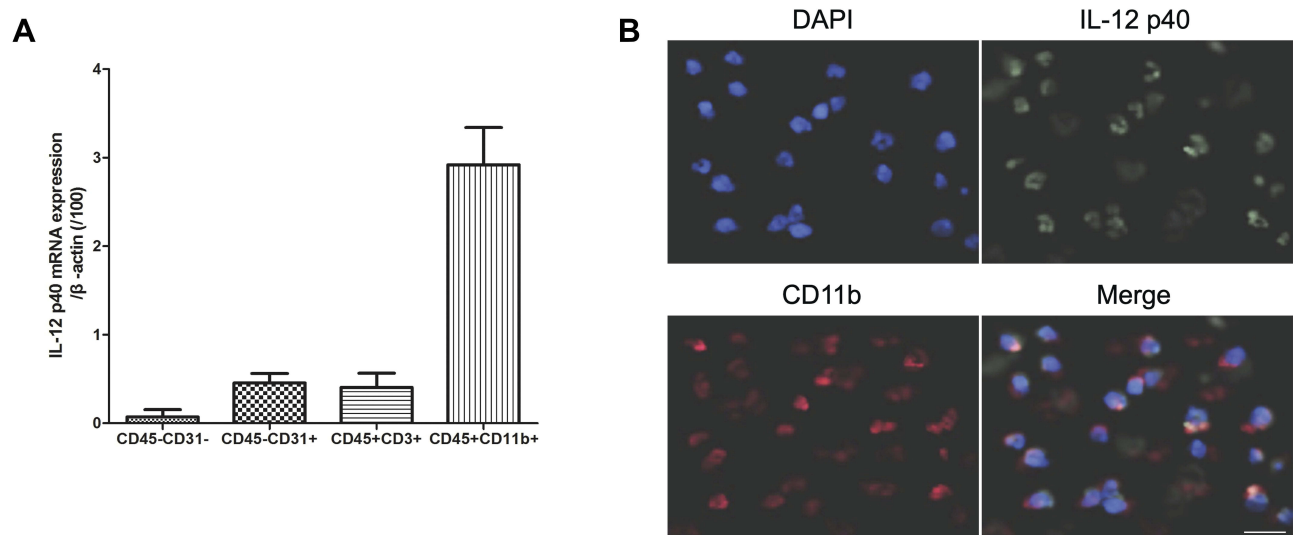 A
B
DAPI
IL-12 p40
4
3
2
1
0
IL-12 p40 mRNA expression
/β -actin (/100)
CD45-CD31-
CD45-CD31+
CD45+CD3+
CD45+CD11b+
CD11b
Merge